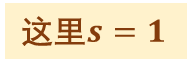 这里s = 1